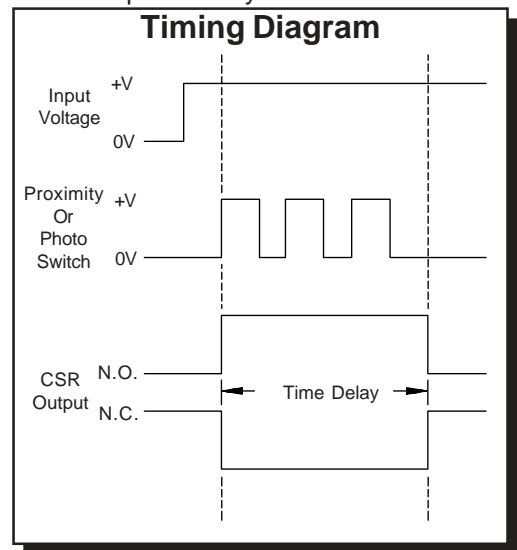 Timing Diagram
Input
Voltage
+V
0V
Proximity
Or
Photo
Switch
+V
0V
CSR
Output
N.O.
N.C.
Time Delay